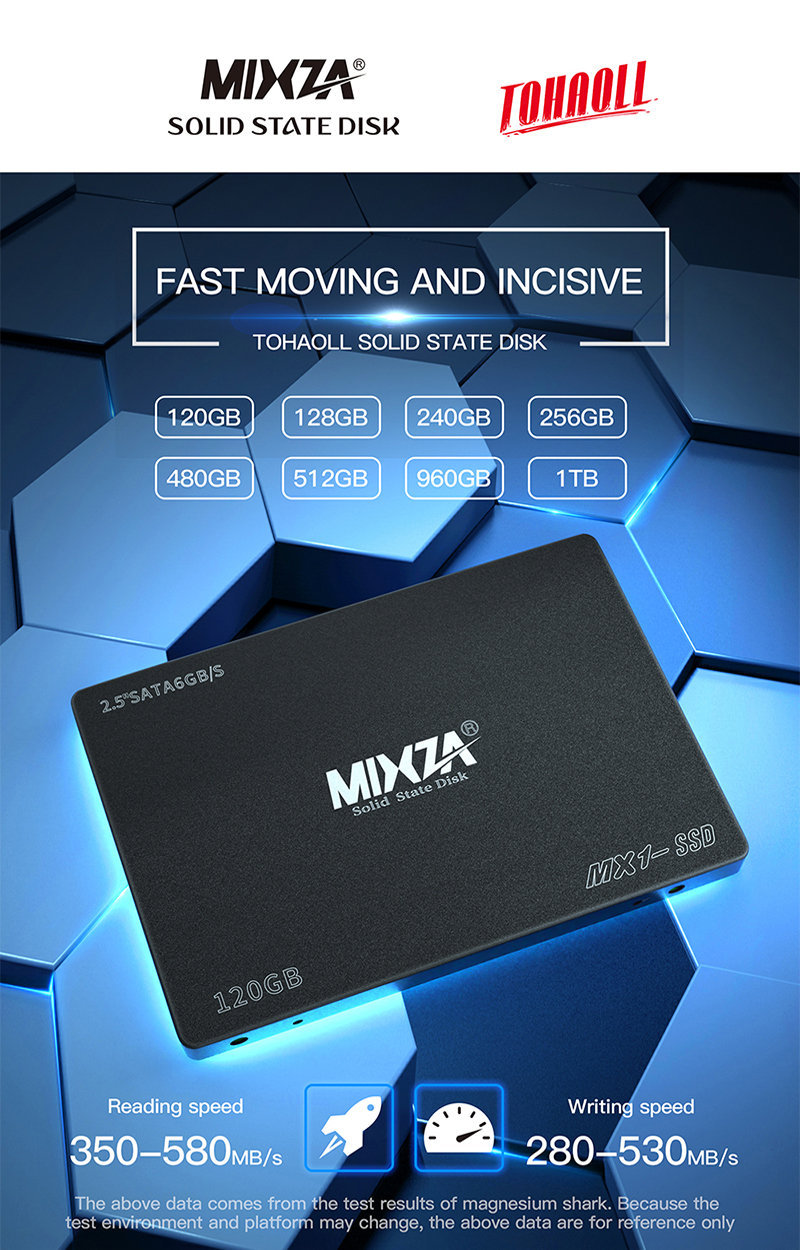 MIXZA®
SOLID STATE DISK
TOHAOLL
FAST MOVING AND INCISIVE
TOHAOLL SOLID STATE DISK
120GB 128GB 240GB 256GB
480GB 512GB 960GB 1TB
2.5"SATA6GB/S
MIXZA®
Solid State Disk
MX1-SSD
120GB
Reading speed
350-580MB/s
Writing speed
280-530MB/s
The above data comes from the test results of magnesium shark. Because the
test environment and platform may change, the above data are for reference only